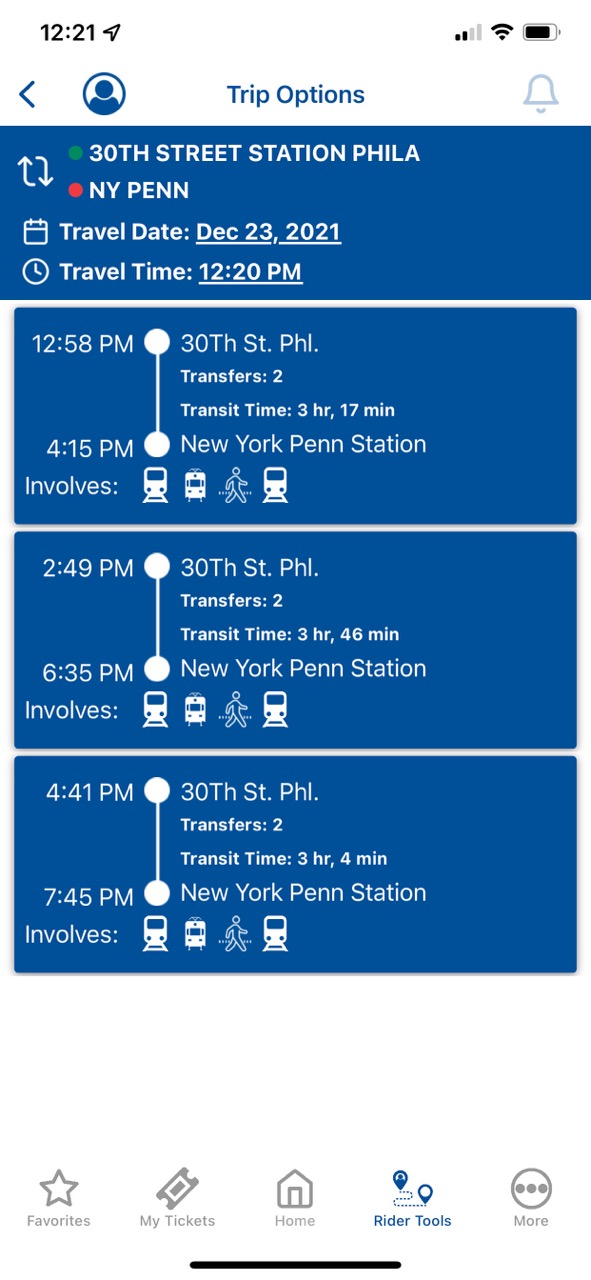 12:21
Trip Options
30TH STREET STATION PHILA
NY PENN
Travel Date: Dec 23, 2021
Travel Time: 12:20 PM
12:58 PM 30Th St. Phl.
Transfers: 2
Transit Time: 3 hr, 17 min
4:15 PM New York Penn Station
Involves:
2:49 PM 30Th St. Phl.
Transfers: 2
Transit Time: 3 hr, 46 min
6:35 PM New York Penn Station
Involves:
4:41 PM 30Th St. Phl.
Transfers: 2
Transit Time: 3 hr, 4 min
7:45 PM New York Penn Station
Involves:
Favorites My Tickets Home Rider Tools More